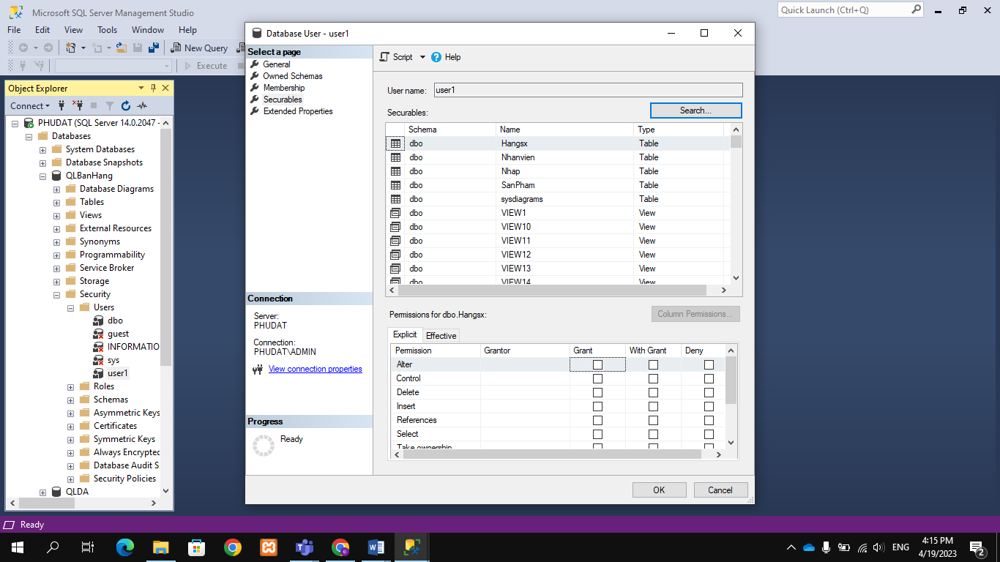 Microsoft SQL Server Management Studio
Quick Launch (Ctrl+Q)
File Edit View Tools Window Help
New Query
Execute
Object Explorer
Connect
PHUDAT (SQL Server 14.0.2047 -
Databases
System Databases
Database Snapshots
QLBanHang
Database Diagrams
Tables
Views
External Resources
Synonyms
Programmability
Service Broker
Storage
Security
Users
dbo
guest
INFORMATIO
sys
user1
Roles
Schemas
Asymmetric Keys
Certificates
Symmetric Keys
Always Encrypted
Database Audit S
Security Policies
QLDA
Database User - user1
Select a page
General
Owned Schemas
Membership
Securables
Extended Properties
Connection
Server:
PHUDAT
Connection:
PHUDAT\ADMIN
View connection properties
Progress
Ready
Script Help
User name: user1
Securables: Search...
Schema Name Type
dbo Hangsx Table
dbo Nhanvien Table
dbo Nhap Table
dbo SanPham Table
dbo sysdiagrams Table
dbo VIEW1 View
dbo VIEW10 View
dbo VIEW11 View
dbo VIEW12 View
dbo VIEW13 View
dbo VIEW14 View
Permissions for dbo.Hangsx: Column Permissions...
Explicit Effective
Permission Grantor Grant With Grant Deny
Alter
Control
Delete
Insert
References
Select
Take ownership
OK Cancel
Ready
ENG
4:15 PM
4/19/2023
2